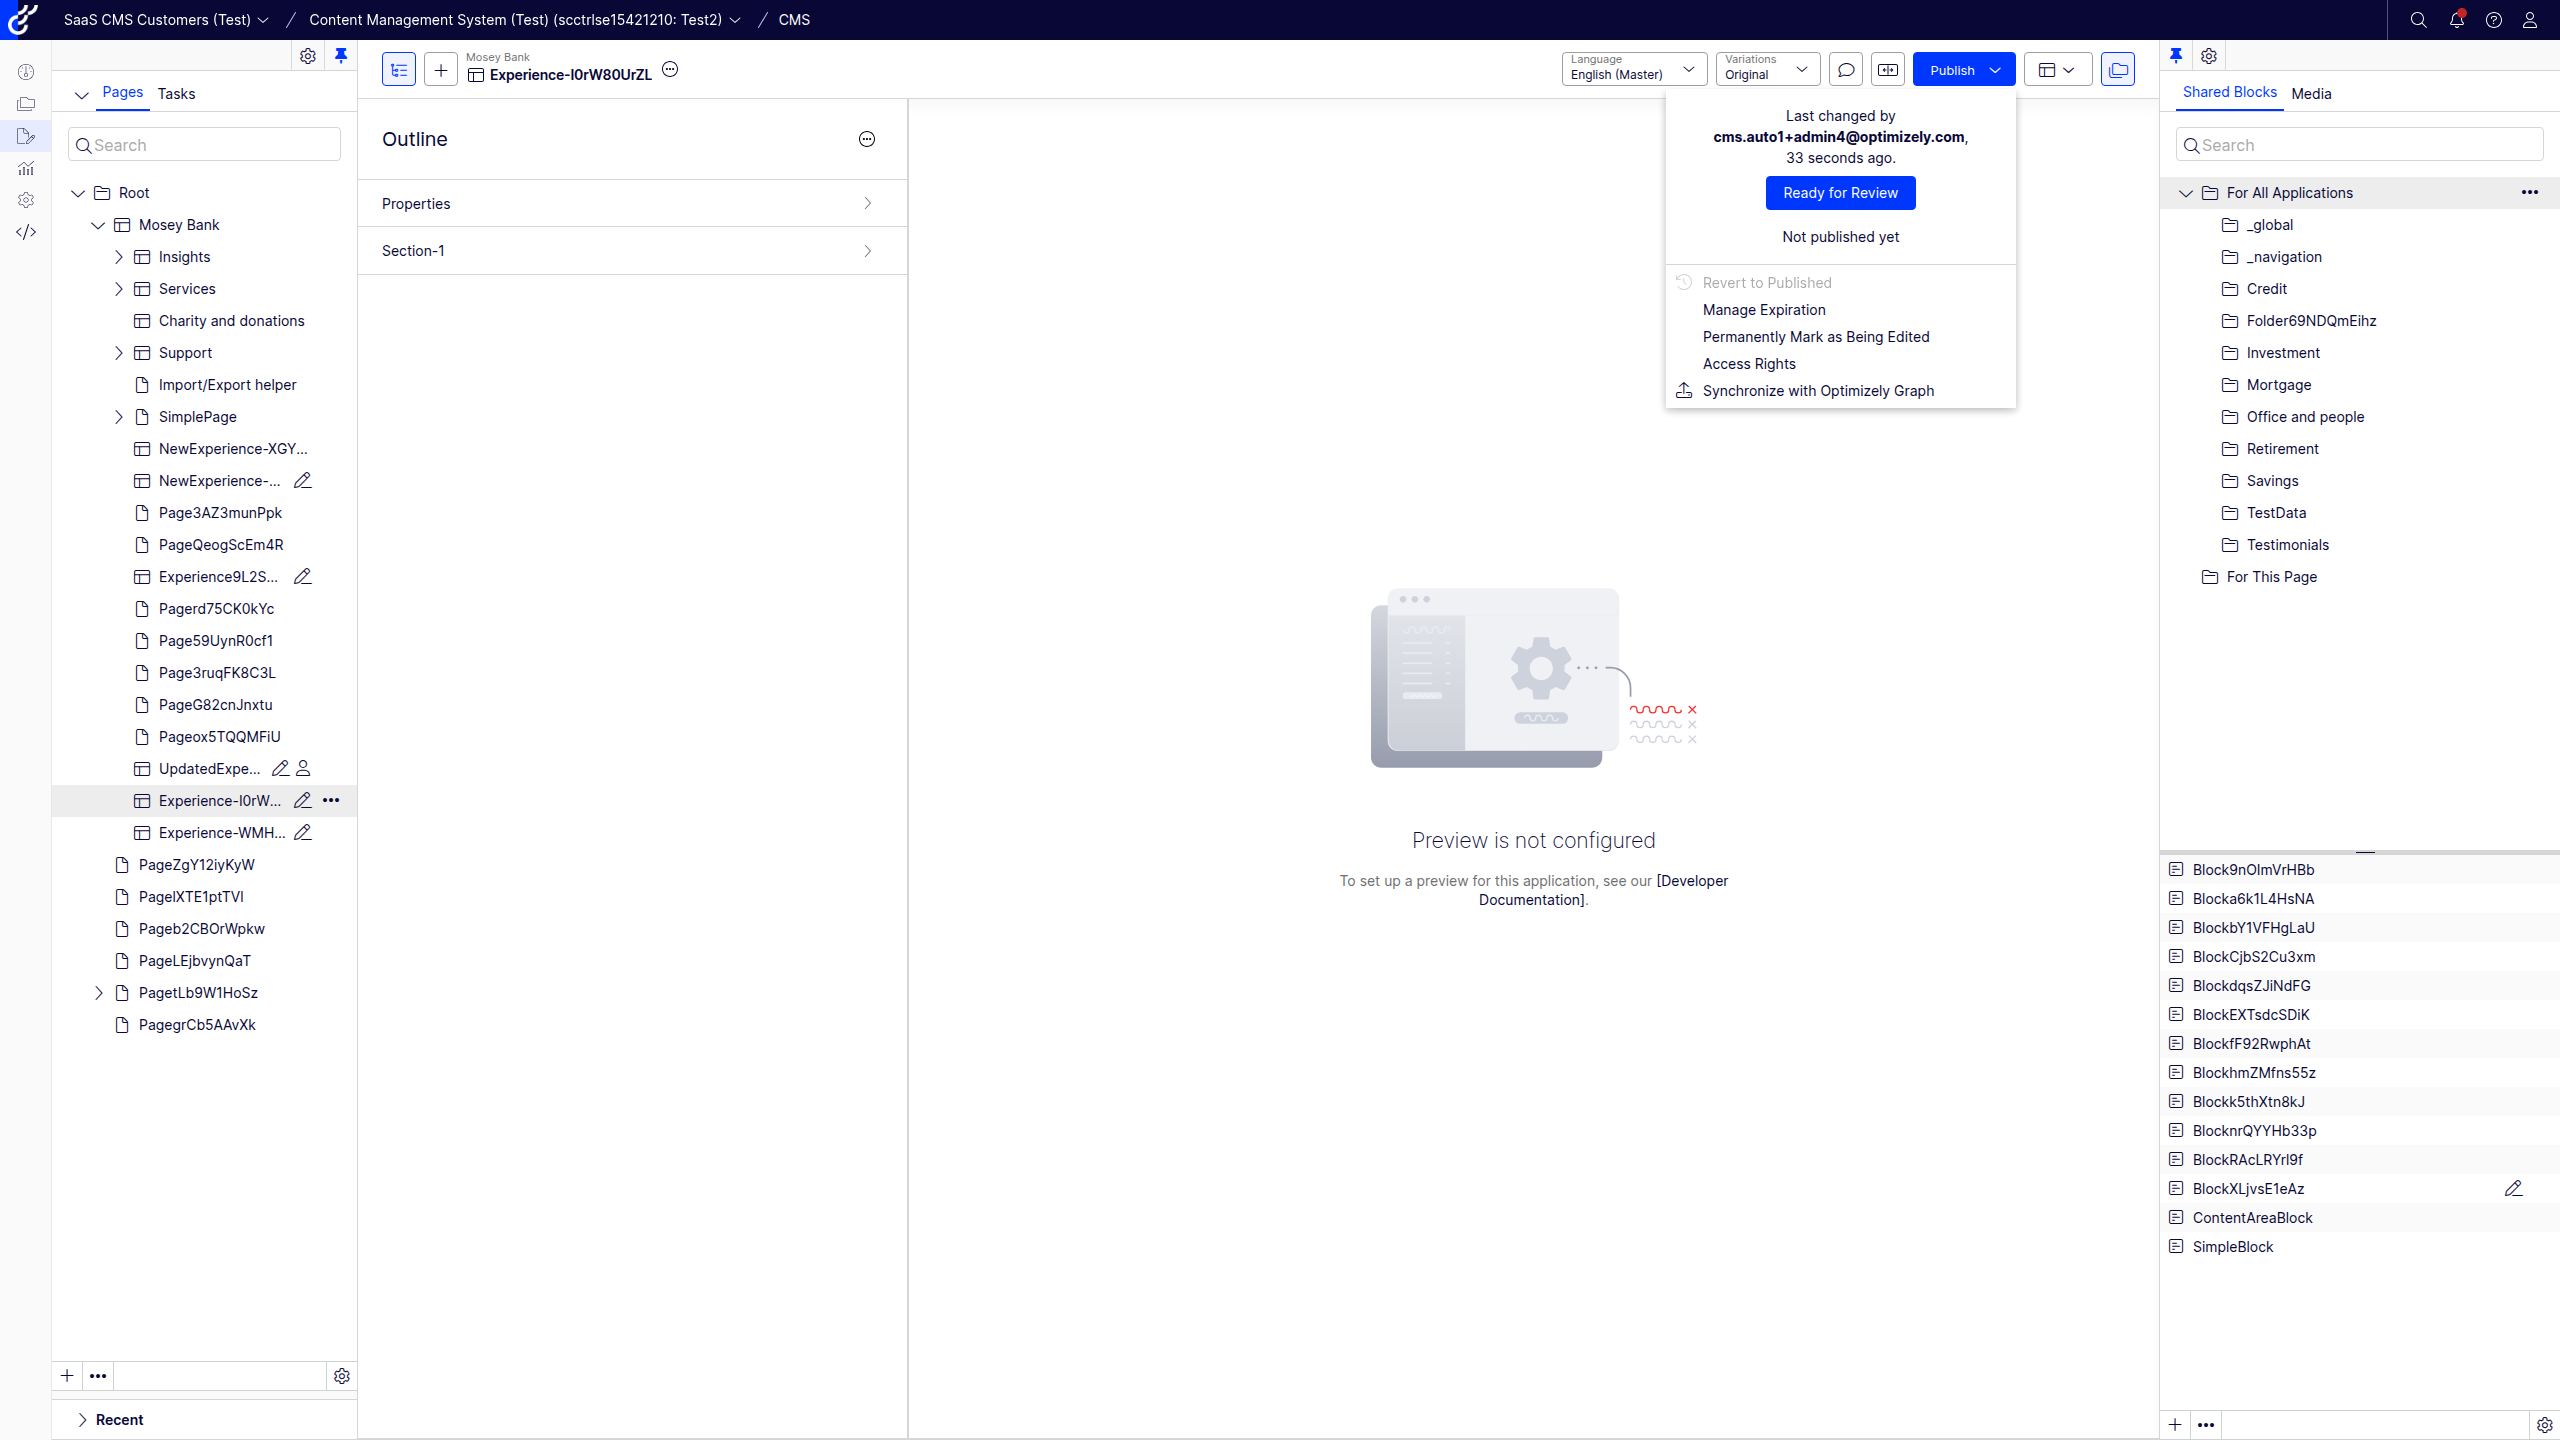 SaaS CMS Customers (Test)
Content Management System (Test) (scctrlse15421210: Test2)
CMS
Pages
Tasks
Search
Root
Mosey Bank
Insights
Services
Charity and donations
Support
Import/Export helper
SimplePage
NewExperience-XGY...
NewExperience-...
Page3AZ3munPpk
PageQeogScEm4R
Experience9L2S...
Pagerd75CK0kYc
Page59UynR0cf1
Page3ruqFK8C3L
PageG82cnJnxtu
Pageox5TQQMFiU
UpdatedExpe...
Experience-I0rW...
Experience-WMH...
PageZgY12iyKyW
PagelXTE1ptTVl
Pageb2CBOrWpkw
PageLEjbvynQaT
PagetLb9W1HoSz
PagegrCb5AAvXk
Recent
Mosey Bank
Experience-I0rW80UrZL
Language
English (Master)
Variations
Original
Publish
Outline
Properties
Section-1
Last changed by
cms.auto1+admin4@optimizely.com,
33 seconds ago.
Ready for Review
Not published yet
Revert to Published
Manage Expiration
Permanently Mark as Being Edited
Access Rights
Synchronize with Optimizely Graph
Preview is not configured
To set up a preview for this application, see our [Developer
Documentation].
Shared Blocks
Media
Search
For All Applications
_global
_navigation
Credit
Folder69NDQmEihz
Investment
Mortgage
Office and people
Retirement
Savings
TestData
Testimonials
For This Page
Block9nOlmVrHBb
Blocka6k1L4HsNA
BlockbY1VFHgLaU
BlockCjbS2Cu3xm
BlockdqsZJiNdFG
BlockEXTsdcSDiK
BlockfF92RwphAt
BlockhmZMfns55z
Blockk5thXtn8kJ
BlocknrQYYHb33p
BlockRAcLRYrl9f
BlockXLjvsE1eAz
ContentAreaBlock
SimpleBlock